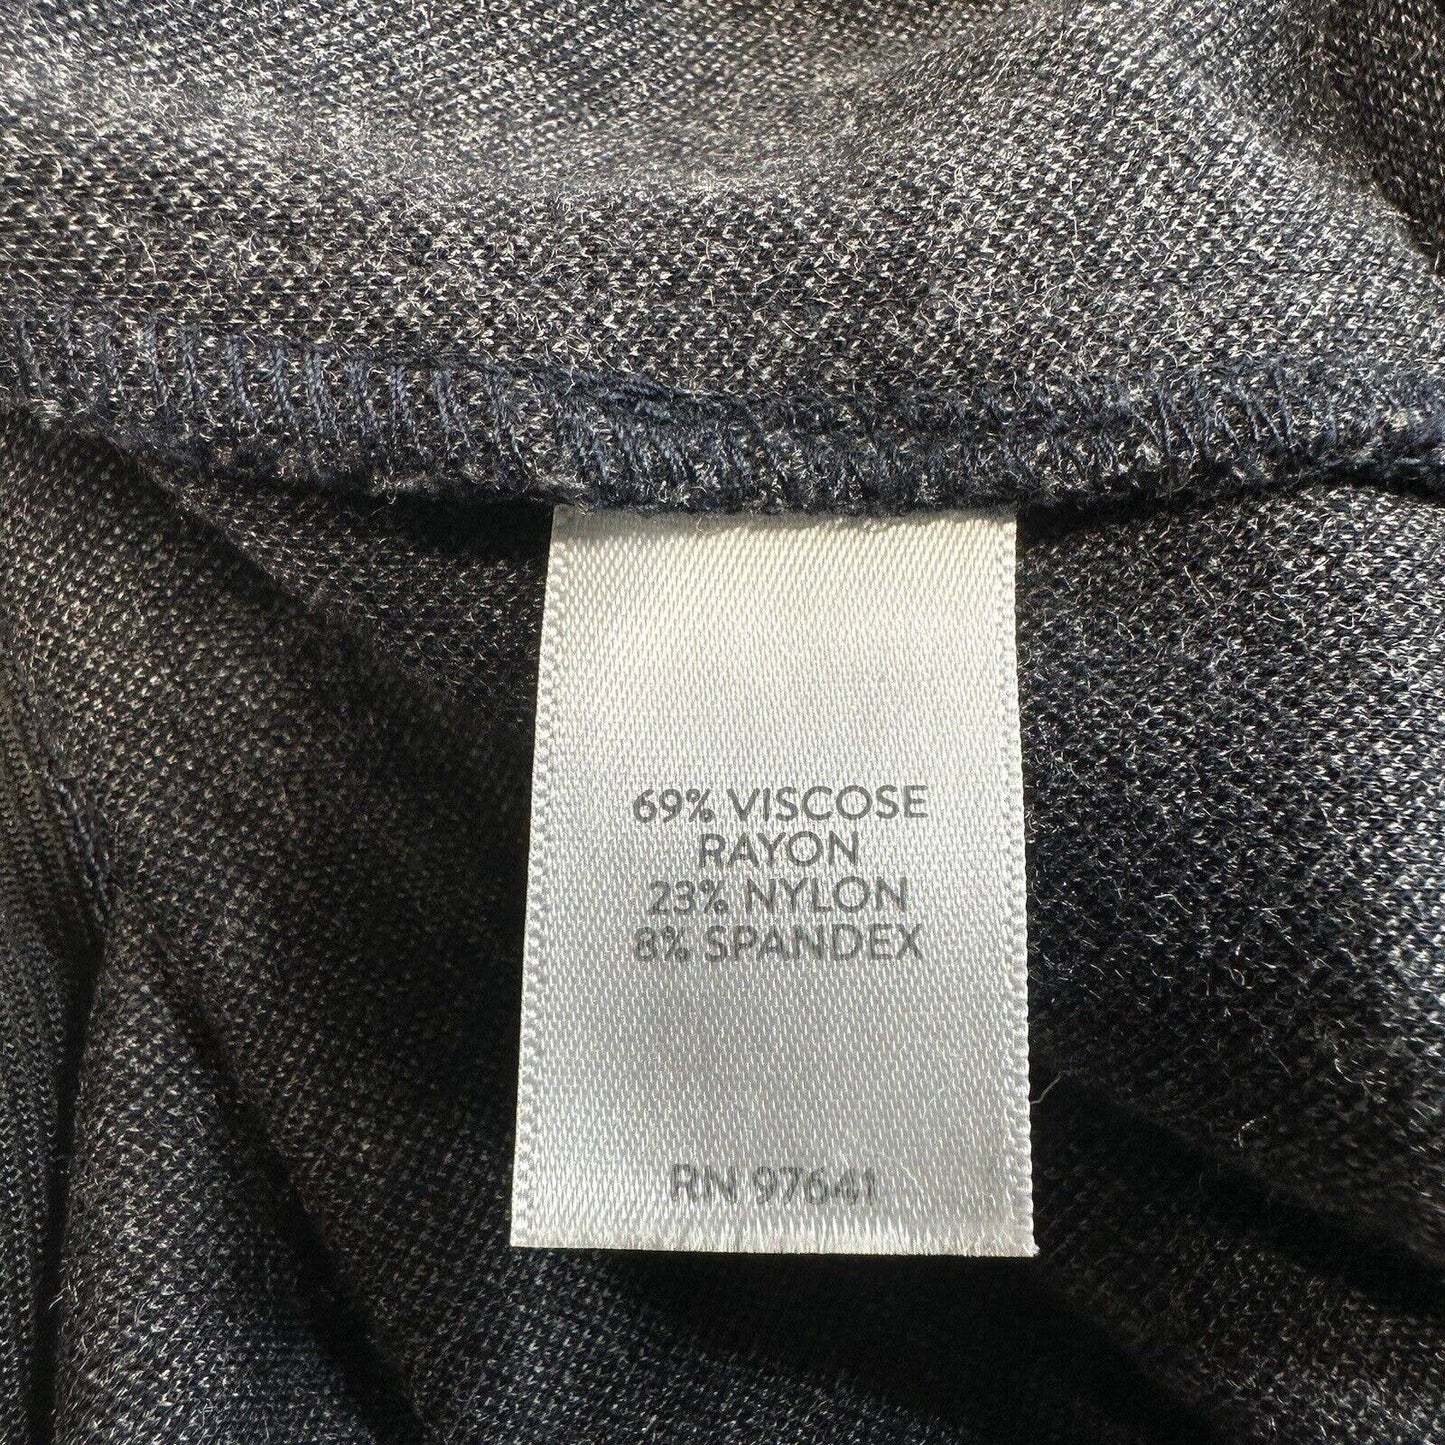 69% VISCOSE
RAYON
23% NYLON
8% SPANDEX
RN 97641